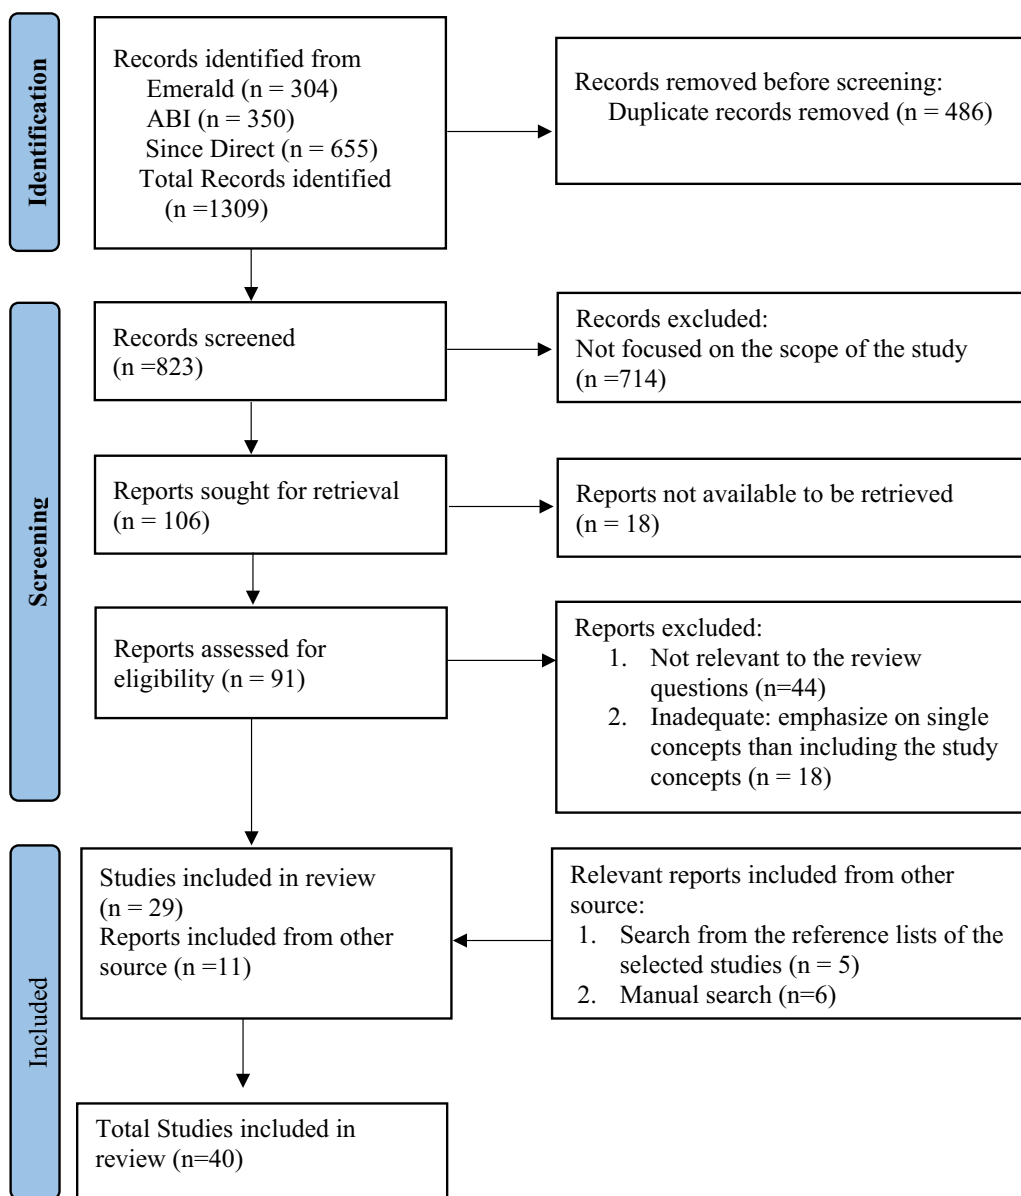 Identification
Records identified from
Emerald (n = 304)
ABI (n = 350)
Since Direct (n = 655)
Total Records identified
(n =1309)
Records removed before screening:
Duplicate records removed (n = 486)
Screening
Records screened
(n =823)
Records excluded:
Not focused on the scope of the study
(n =714)
Reports sought for retrieval
(n = 106)
Reports not available to be retrieved
(n = 18)
Reports assessed for
eligibility (n = 91)
Reports excluded:
1. Not relevant to the review
questions (n=44)
2. Inadequate: emphasize on single
concepts than including the study
concepts (n = 18)
Included
Studies included in review
(n = 29)
Reports included from other
source (n =11)
Relevant reports included from other
source:
1. Search from the reference lists of the
selected studies (n = 5)
2. Manual search (n=6)
Total Studies included in
review (n=40)